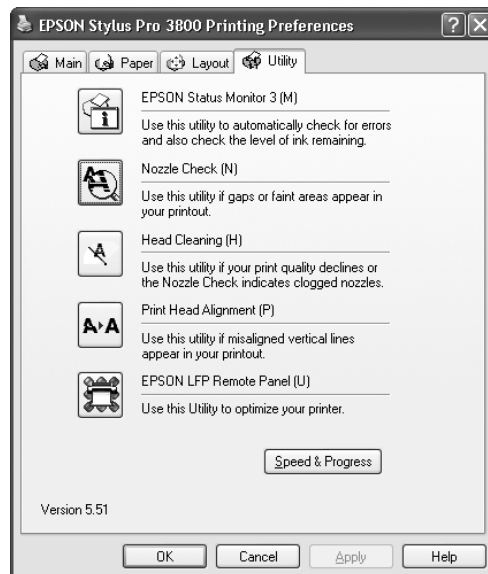 EPSON Stylus Pro 3800 Printing Preferences
Main Paper Layout Utility
EPSON Status Monitor 3 (M)
Use this utility to automatically check for errors
and also check the level of ink remaining.
Nozzle Check (N)
Use this utility if gaps or faint areas appear in
your printout.
Head Cleaning (H)
Use this utility if your print quality declines or
the Nozzle Check indicates clogged nozzles.
Print Head Alignment (P)
Use this utility if misaligned vertical lines
appear in your printout.
EPSON LFP Remote Panel (U)
Use this Utility to optimize your printer.
Speed & Progress
Version 5.51
OK Cancel Apply Help